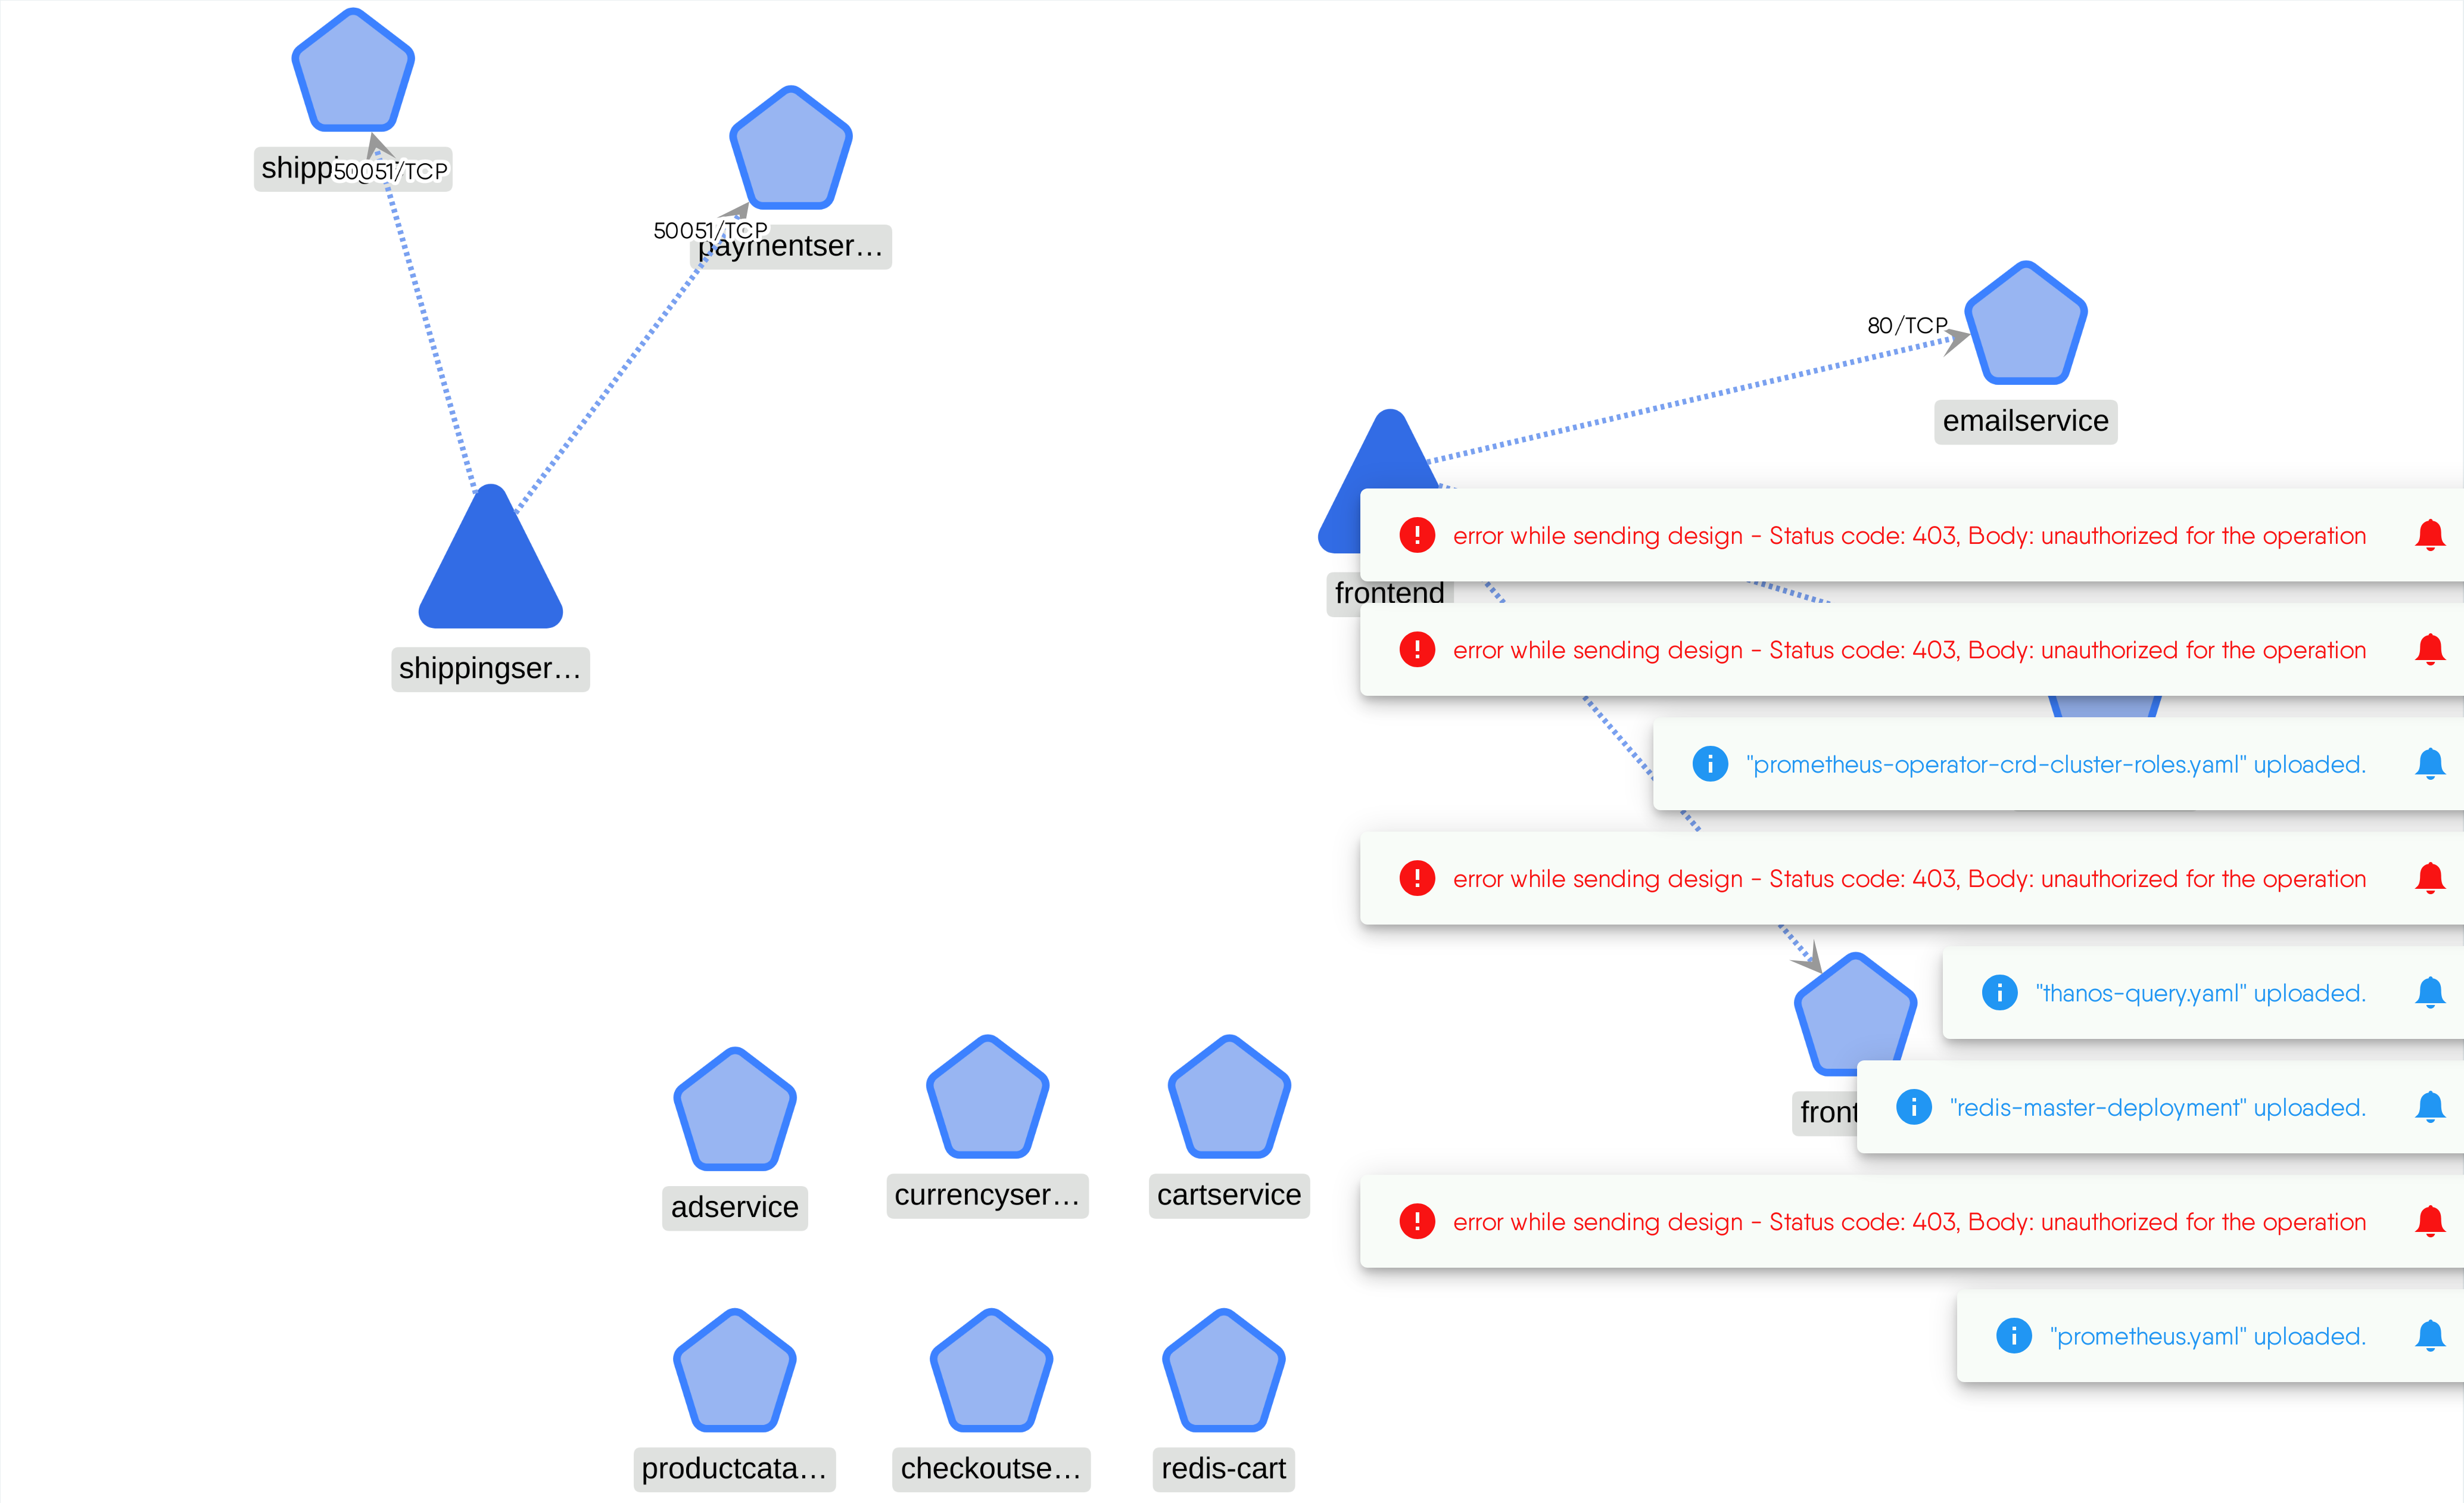 50051/TCP
50051/TCP
paymentser...
80/TCP
emailservice
error while sending design - Status code: 403, Body: unauthorized for the operation
frontend
error while sending design - Status code: 403, Body: unauthorized for the operation
shippingser...
"prometheus-operator-crd-cluster-roles.yaml" uploaded.
error while sending design - Status code: 403, Body: unauthorized for the operation
"thanos-query.yaml" uploaded.
"redis-master-deployment" uploaded.
adservice
currencyser...
cartservice
error while sending design - Status code: 403, Body: unauthorized for the operation
"prometheus.yaml" uploaded.
productcata...
checkoutse...
redis-cart